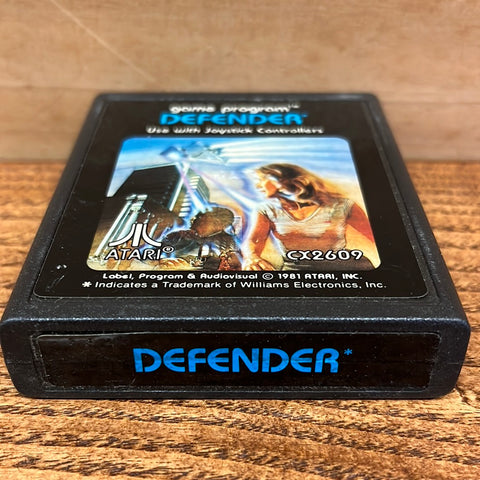 game program™
DEFENDER*
Use with Joystick Controllers
ATARI®
CX2609
Label, Program & Audiovisual © 1981 ATARI, INC.
* Indicates a Trademark of Williams Electronics, Inc.
DEFENDER*